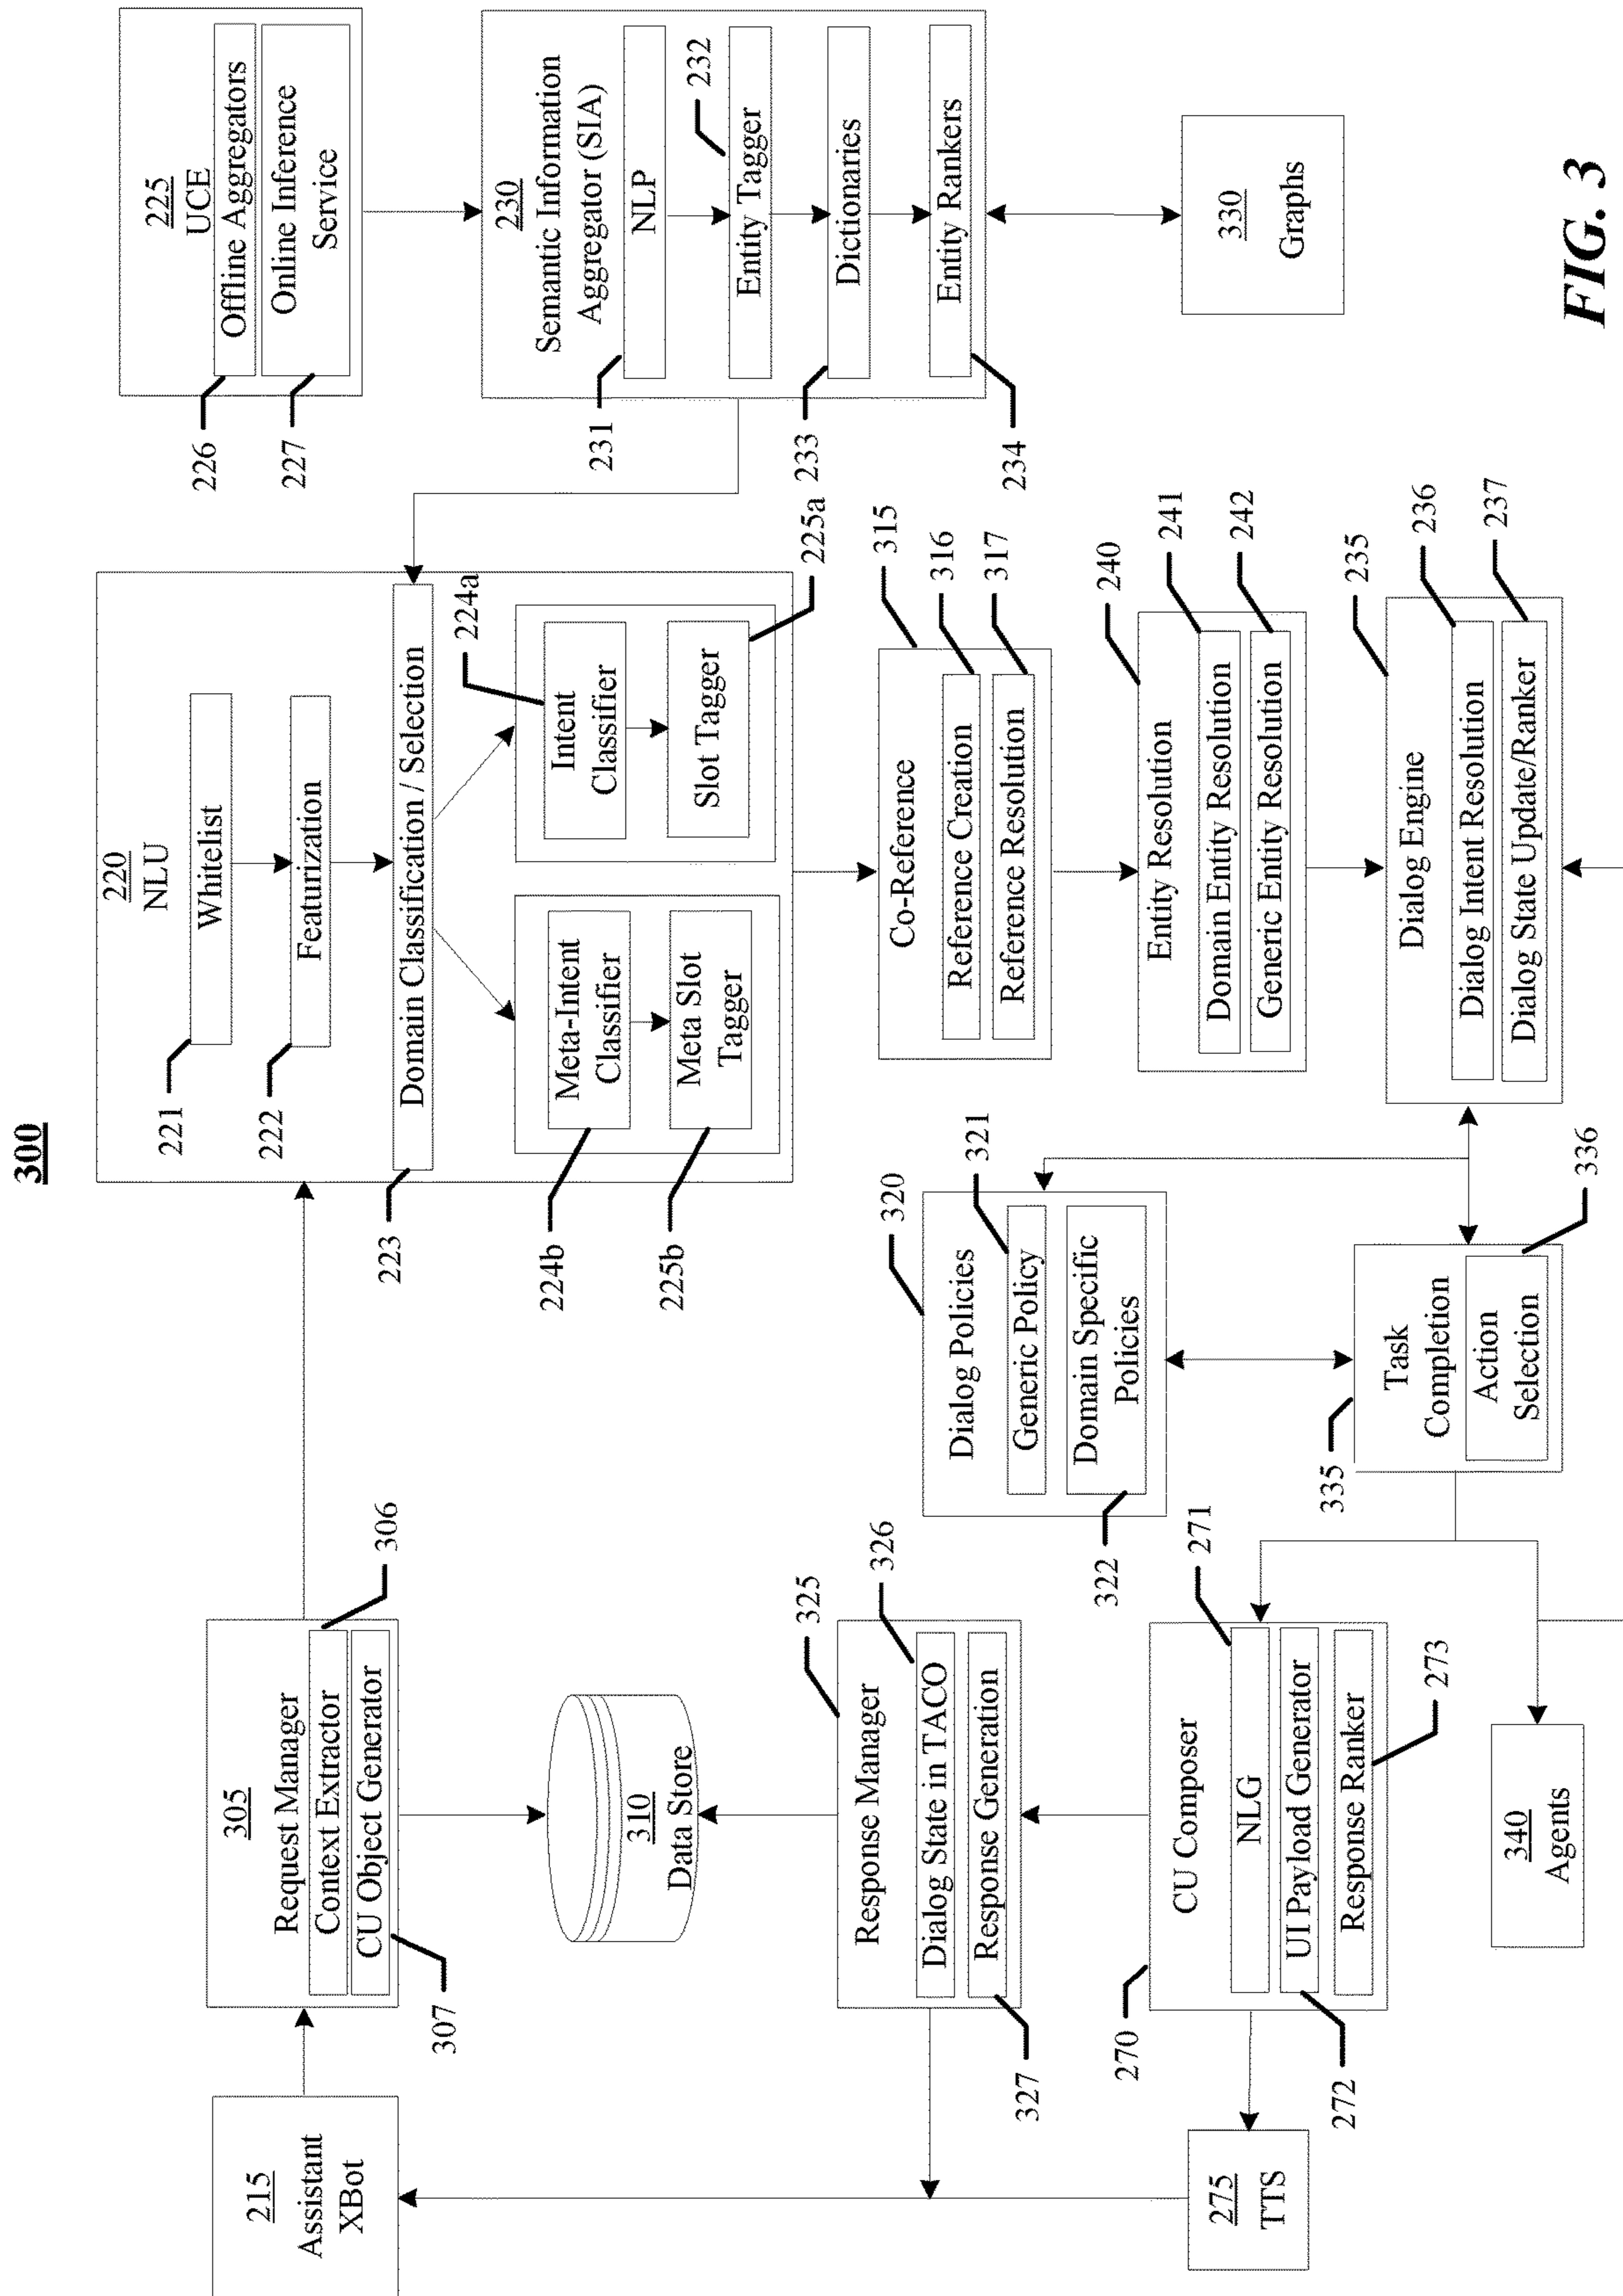 300
215
Assistant
XBot
305
Request Manager
Context Extractor
CU Object Generator
306
307
310
Data Store
220
NLU
Whitelist
Featurization
Domain Classification / Selection
Meta-Intent
Classifier
Meta Slot
Tagger
Intent
Classifier
Slot Tagger
221
222
223
224b
225b
224a
225a
225
UCE
Offline Aggregators
Online Inference
Service
226
227
230
Semantic Information
Aggregator (SIA)
NLP
Entity Tagger
Dictionaries
Entity Rankers
231
232
233
234
330
Graphs
Co-Reference
Reference Creation
Reference Resolution
315
316
317
Entity Resolution
Domain Entity Resolution
Generic Entity Resolution
240
241
242
Dialog Engine
Dialog Intent Resolution
Dialog State Update/Ranker
235
236
237
Dialog Policies
Generic Policy
Domain Specific
Policies
320
321
322
Task
Completion
Action
Selection
335
336
Response Manager
Dialog State in TACO
Response Generation
325
326
327
CU Composer
NLG
UI Payload Generator
Response Ranker
270
271
272
273
275
TTS
340
Agents
FIG. 3